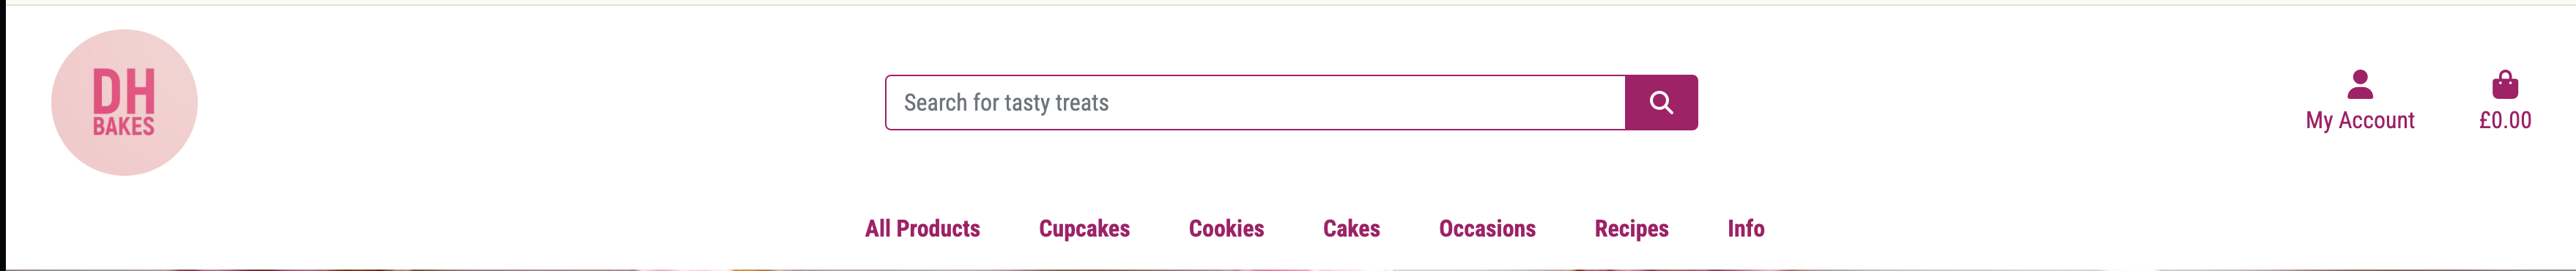 DH
BAKES
Search for tasty treats
My Account
£0.00
All Products Cupcakes Cookies Cakes Occasions Recipes Info